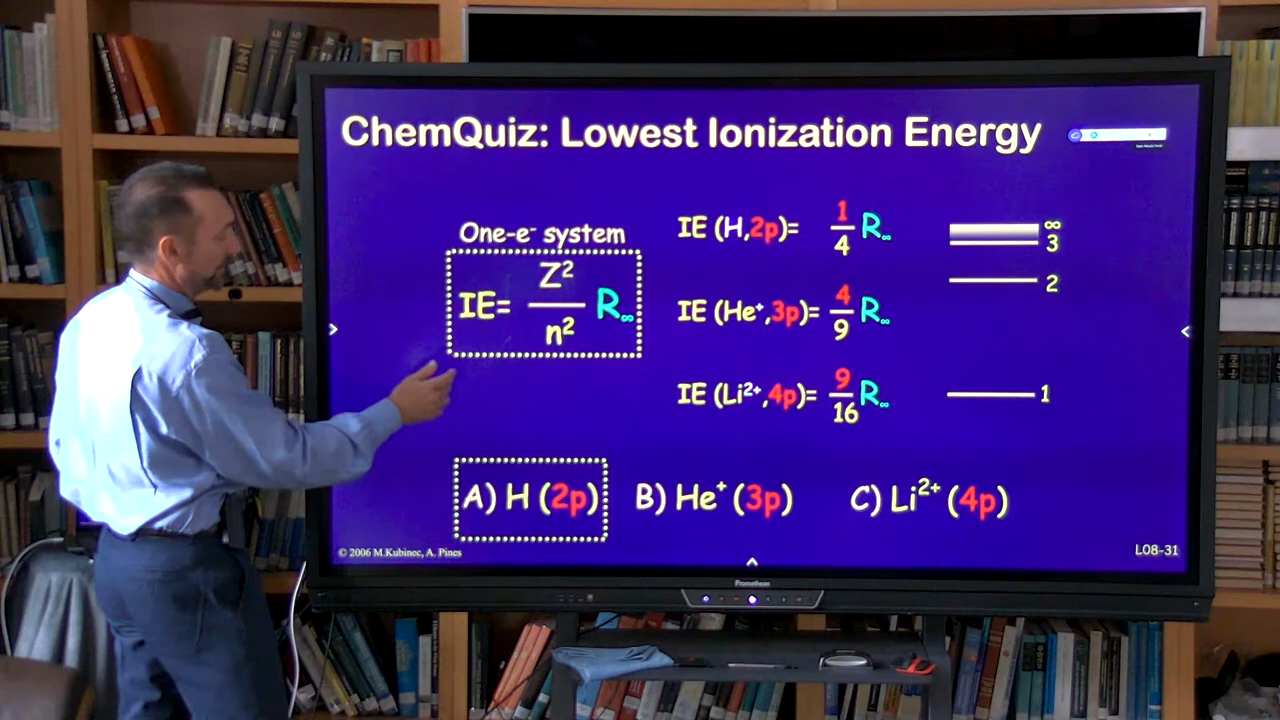 ChemQuiz: Lowest Ionization Energy
One-e⁻ system
IE= Z²/n² R∞
IE (H,2p)= 1/4 R∞
IE (He⁺,3p)= 4/9 R∞
IE (Li²⁺,4p)= 9/16 R∞
∞
3
2
1
A) H (2p) B) He⁺ (3p) C) Li²⁺ (4p)
© 2006 M.Kubinec, A. Pines
L08-31
Promethean